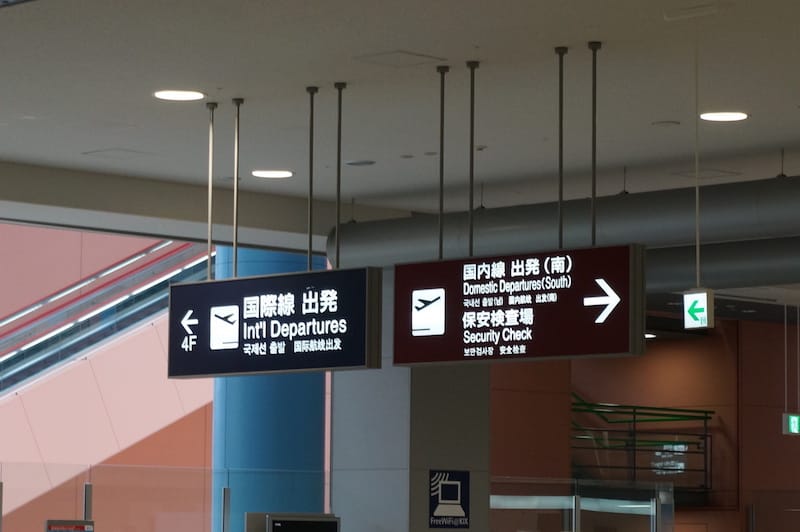 国際線 出発
Int'l Departures
국제선 출발 国际航线出发
←
4F
国内線 出発(南)
Domestic Departures(South)
국내선 출발(남) 国内航线 出发(南)
保安検査場
Security Check
보안검사장 安全检查
→
FreeWiFi@KIX